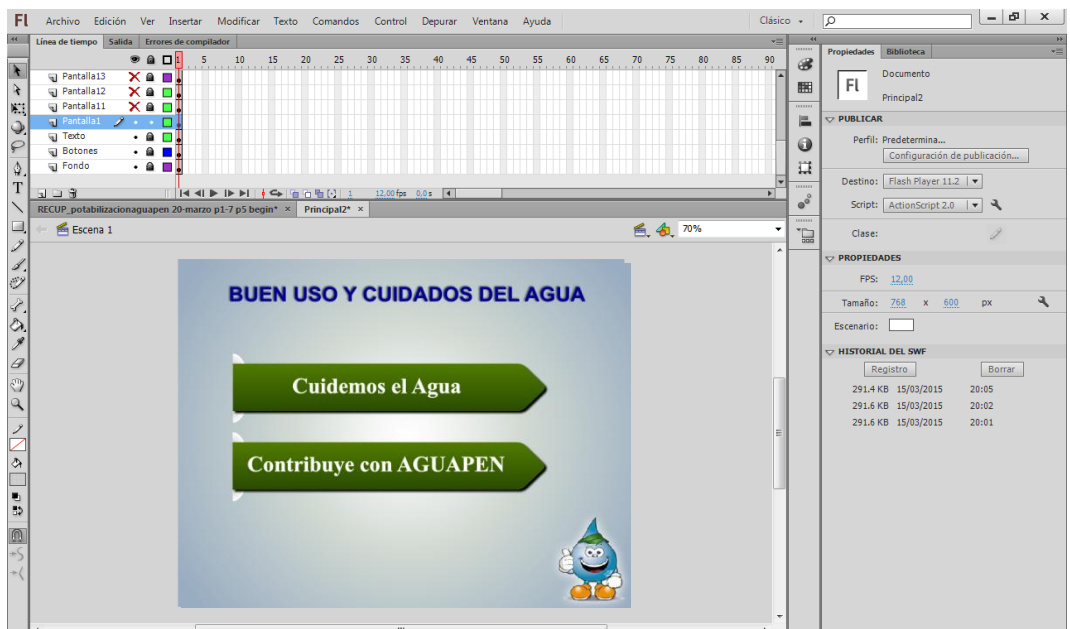 Fl Archivo Edición Ver Insertar Modificar Texto Comandos Control Depurar Ventana Ayuda Clásico
Línea de tiempo Salida Errores de compilador
1 5 10 15 20 25 30 35 40 45 50 55 60 65 70 75 80 85 90
Pantalla13
Pantalla12
Pantalla11
Pantalla1
Texto
Botones
Fondo
1 12,00 fps 0,0 s
RECUP_potabilizacionaguapen 20-marzo p1-7 p5 begin* × Principal2* ×
Escena 1 70%
BUEN USO Y CUIDADOS DEL AGUA
Cuidemos el Agua
Contribuye con AGUAPEN
Propiedades Biblioteca
Fl
Documento
Principal2
PUBLICAR
Perfil: Predetermina...
Configuración de publicación...
Destino: Flash Player 11.2
Script: ActionScript 2.0
Clase:
PROPIEDADES
FPS: 12,00
Tamaño: 768 x 600 px
Escenario:
HISTORIAL DEL SWF
Registro Borrar
291.4 KB 15/03/2015 20:05
291.6 KB 15/03/2015 20:02
291.6 KB 15/03/2015 20:01